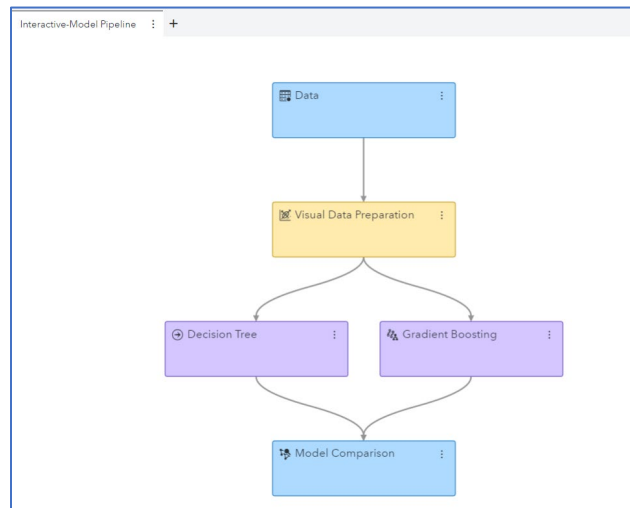 Interactive-Model Pipeline
Data
Visual Data Preparation
Decision Tree
Gradient Boosting
Model Comparison